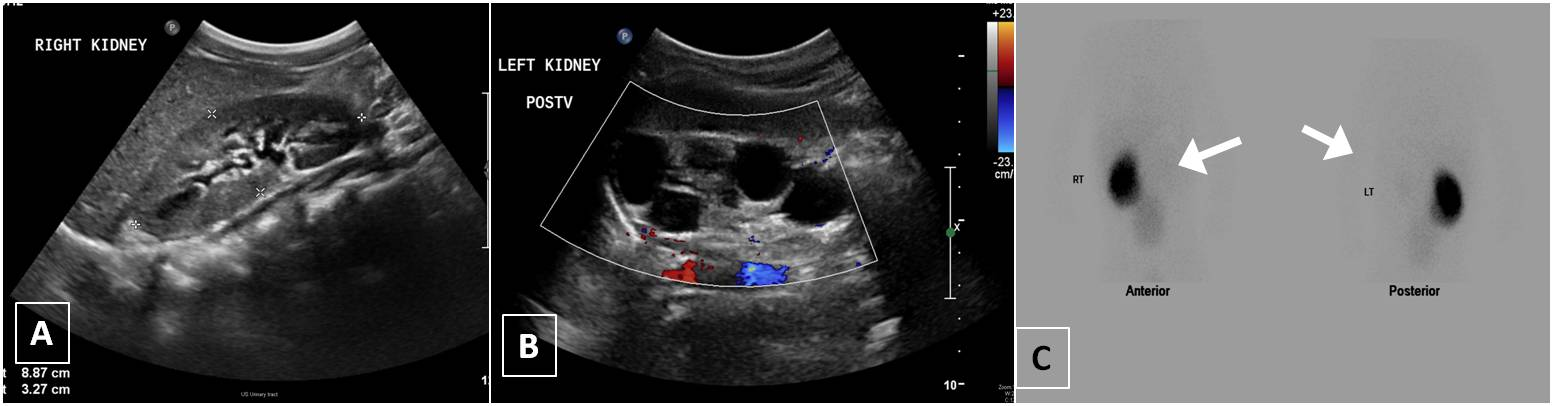 P
RIGHT KIDNEY
A
8.87 cm
3.27 cm
US Urinary tract
P
LEFT KIDNEY
POSTV
B
+23.
-23.
cm/
X
10
RT
LT
Anterior
Posterior
C